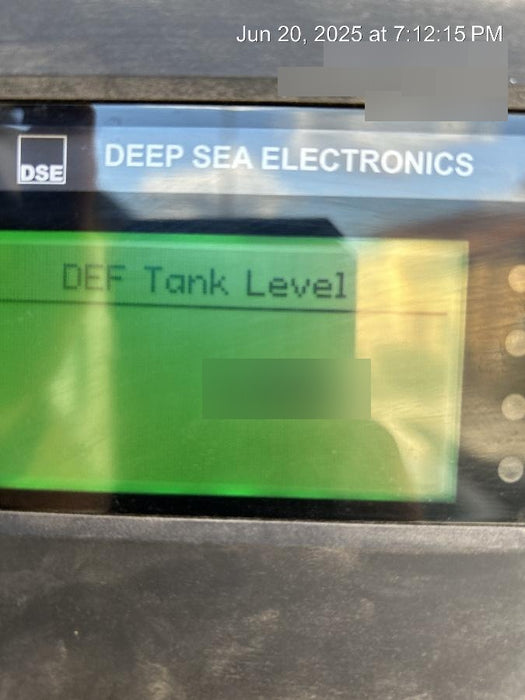 Jun 20, 2025 at 7:12:15 PM
DSE
DEEP SEA ELECTRONICS
DEF Tank Level